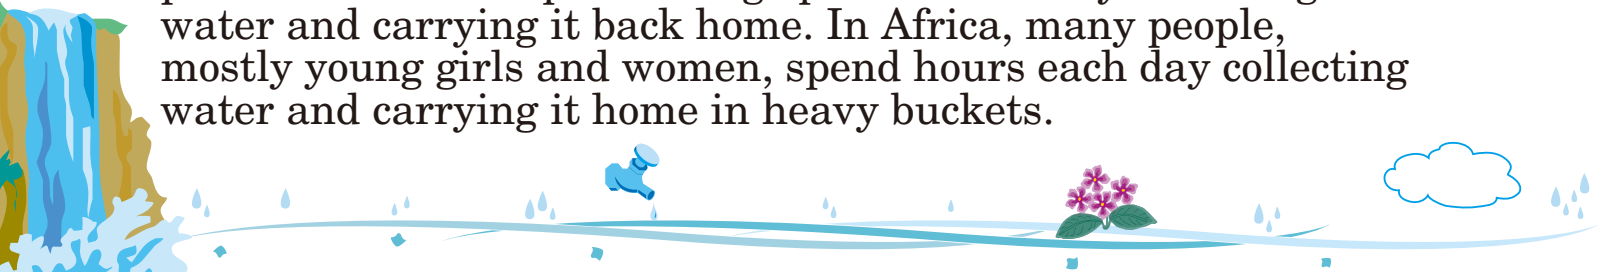 water and carrying it back home. In Africa, many people,
mostly young girls and women, spend hours each day collecting
water and carrying it home in heavy buckets.